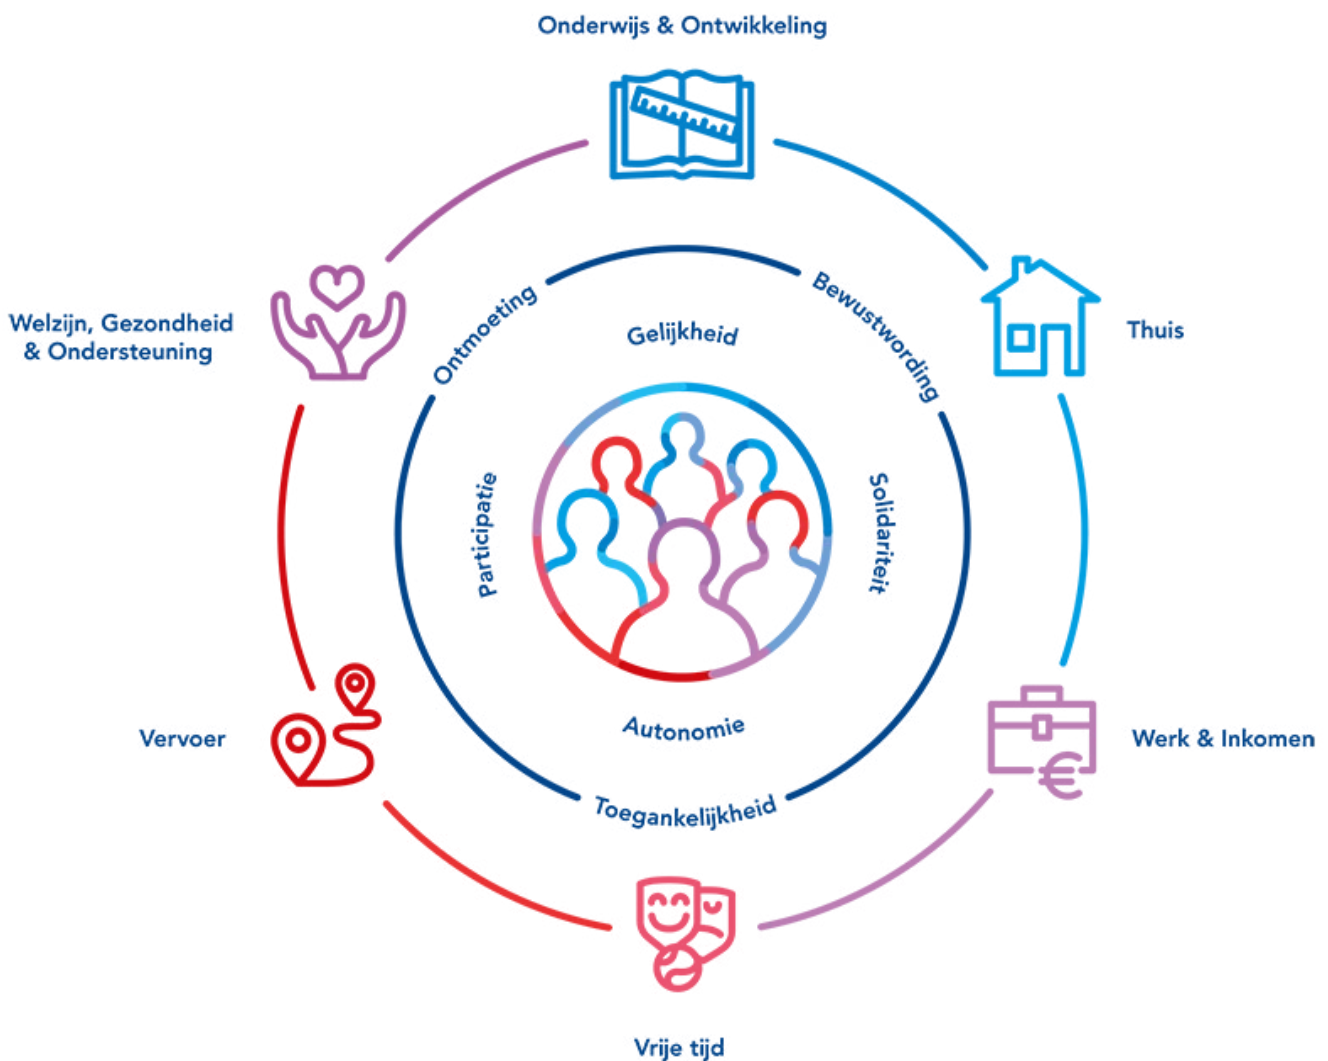 Onderwijs & Ontwikkeling
Ontmoeting
Bewustwording
Welzijn, Gezondheid
& Ondersteuning
Gelijkheid
Thuis
Participatie
Solidariteit
Vervoer
Autonomie
Werk & Inkomen
Toegankelijkheid
Vrije tijd